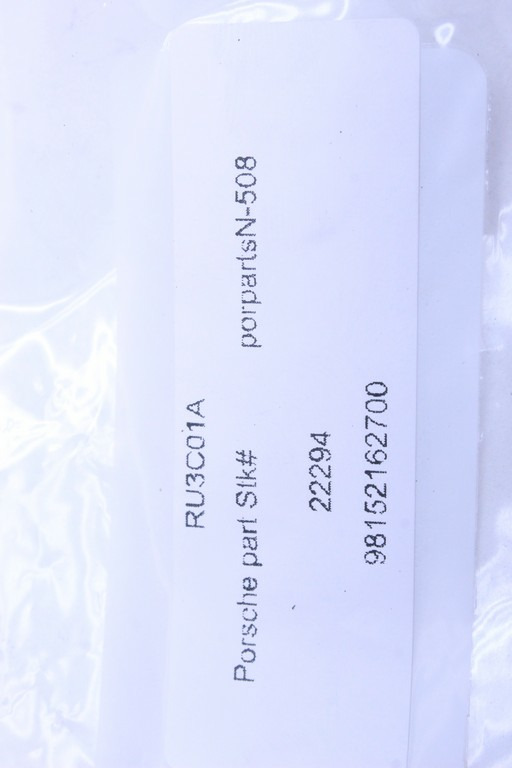 RU3C01A
Porsche part Stk# porpartsN-508
22294
98152162700